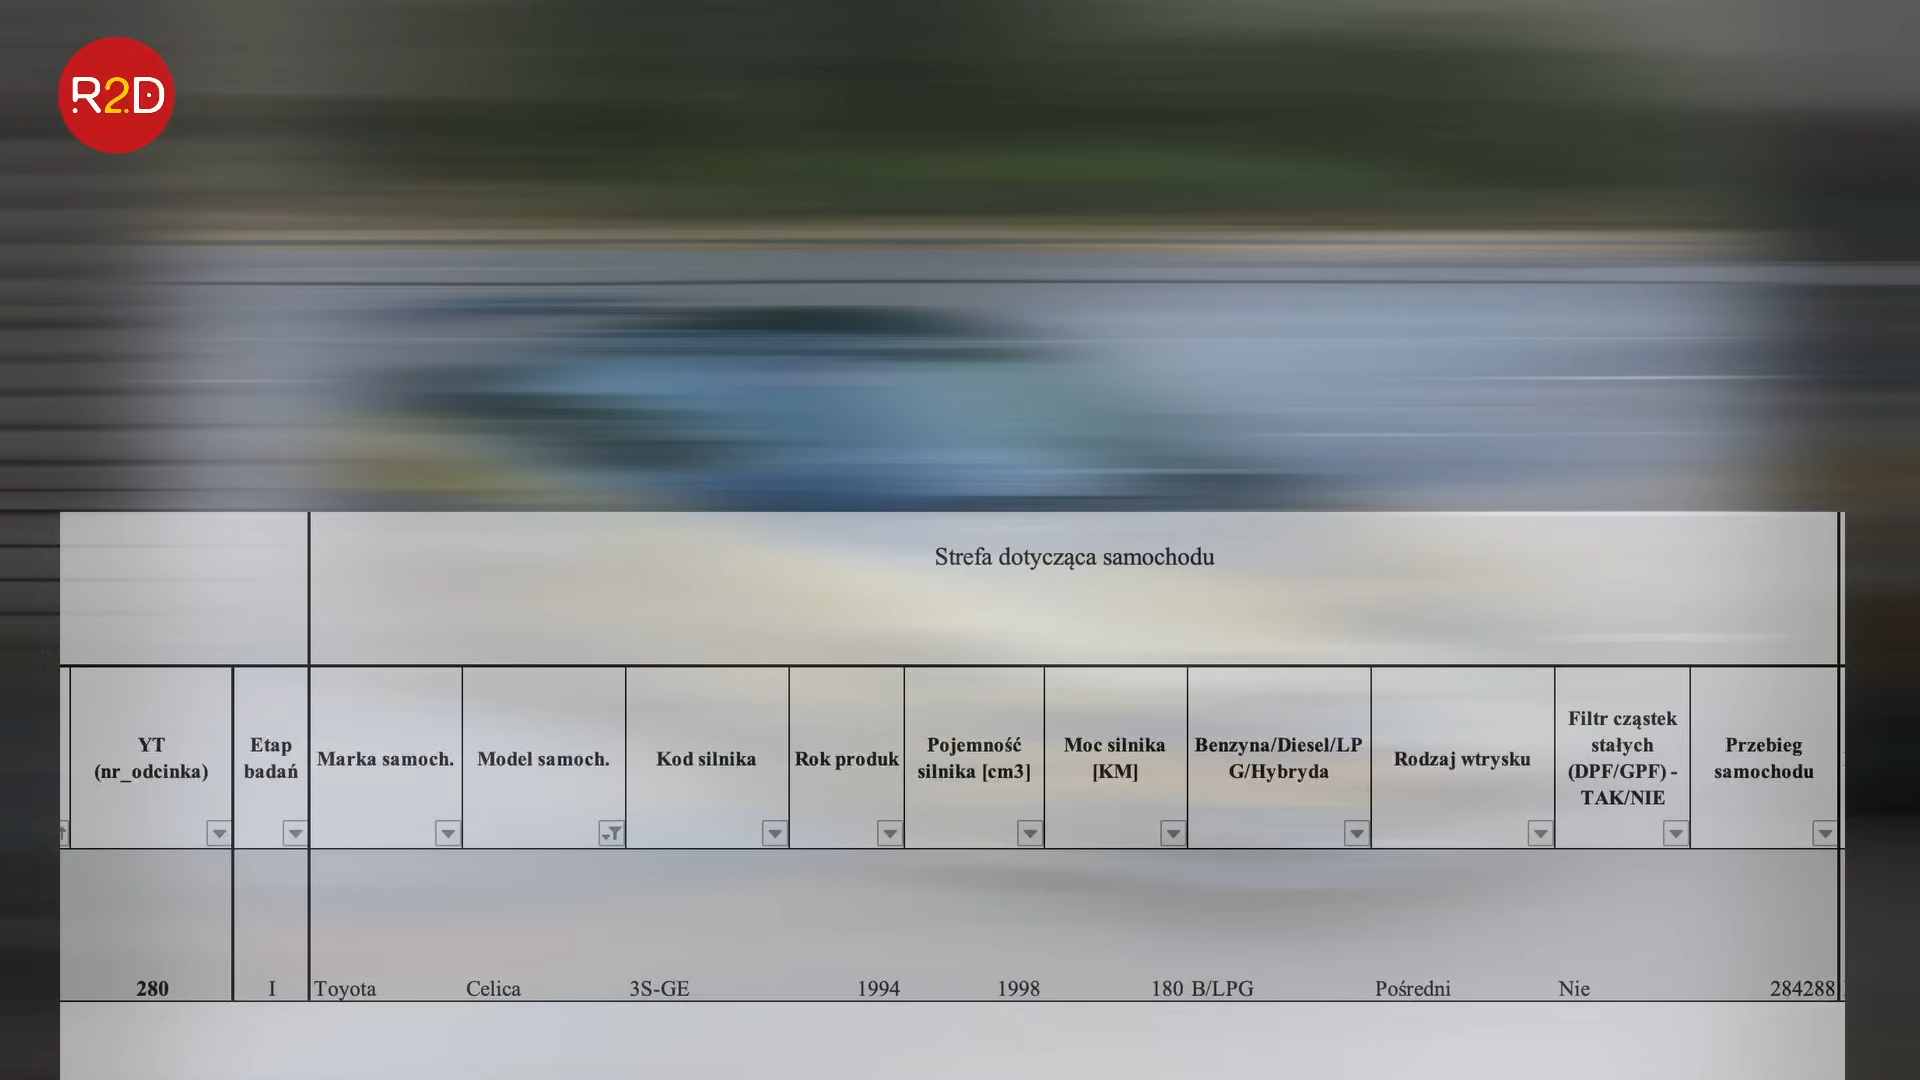 R2D
Strefa dotycząca samochodu
YT
(nr_odcinka)
Etap
badań
Marka samoch.
Model samoch.
Kod silnika
Rok produk
Pojemność
silnika [cm3]
Moc silnika
[KM]
Benzyna/Diesel/LP
G/Hybryda
Rodzaj wtrysku
Filtr cząstek
stałych
(DPF/GPF) -
TAK/NIE
Przebieg
samochodu
280 I Toyota Celica 3S-GE 1994 1998 180 B/LPG Pośredni Nie 284288